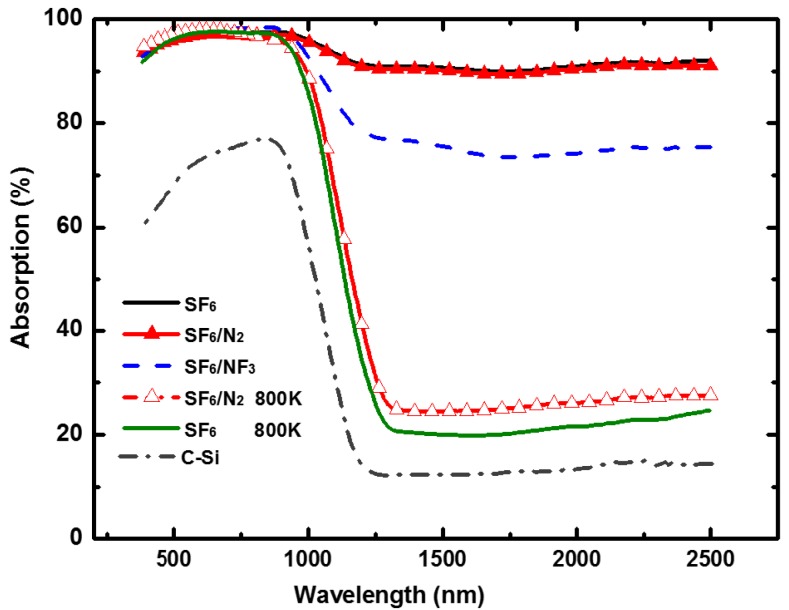 100
80
60
40
20
0
Absorption (%)
SF6
SF6/N2
SF6/NF3
SF6/N2 800K
SF6 800K
C-Si
500 1000 1500 2000 2500
Wavelength (nm)